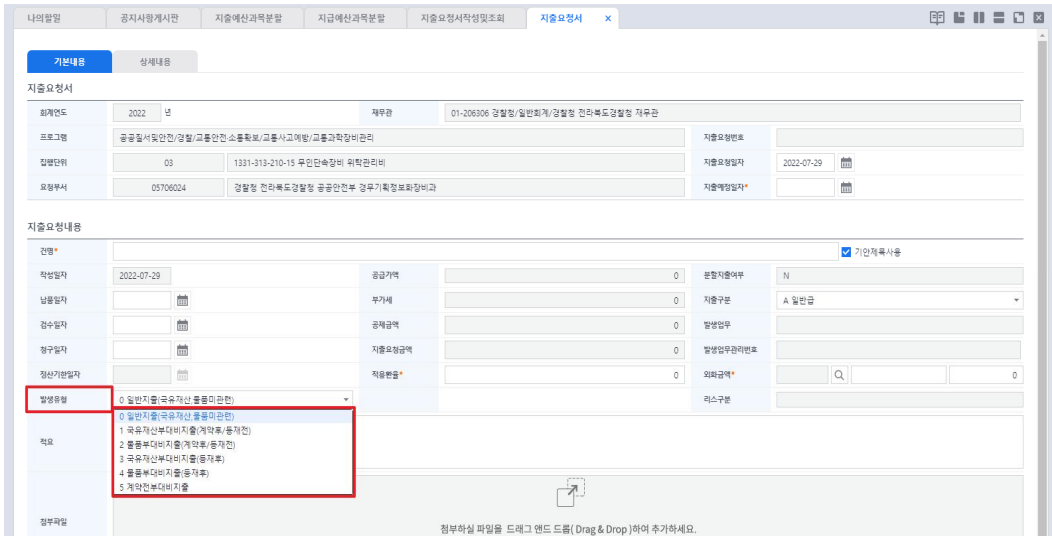 나의할일 공지사항게시판 지출예산과목분할 지급예산과목분할 지출요청서작성및조회 지출요청서 ×
기본내용 상세내용
지출요청서
회계연도 2022 년 재무관 01-206306 경찰청/일반회계/경찰청 전라북도경찰청 재무관
프로그램 공공질서및안전/경찰/교통안전·소통확보/교통사고예방/교통과학장비관리 지출요청번호
집행단위 03 1331-313-210-15 무인단속장비 위탁관리비 지출요청일자 2022-07-29
요청부서 05706024 경찰청 전라북도경찰청 공공안전부 경무기획정보화장비과 지출예정일자*
지출요청내용
건명* 기안제목사용
작성일자 2022-07-29 공급가액 0 분할지출여부 N
납품일자 부가세 0 지출구분 A 일반급
검수일자 공제금액 0 발생업무
청구일자 지출요청금액 0 발생업무관리번호
정산기한일자 적용환율* 0 외화금액* 0
발생유형 0 일반지출(국유재산,물품미관련) 리스구분
0 일반지출(국유재산,물품미관련)
1 국유재산부대비지출(계약후/등재전)
적요 2 물품부대비지출(계약후/등재전)
3 국유재산부대비지출(등재후)
4 물품부대비지출(등재후)
5 계약전부대비지출
첨부파일 첨부하실 파일을 드래그 앤드 드롭( Drag & Drop )하여 추가하세요.